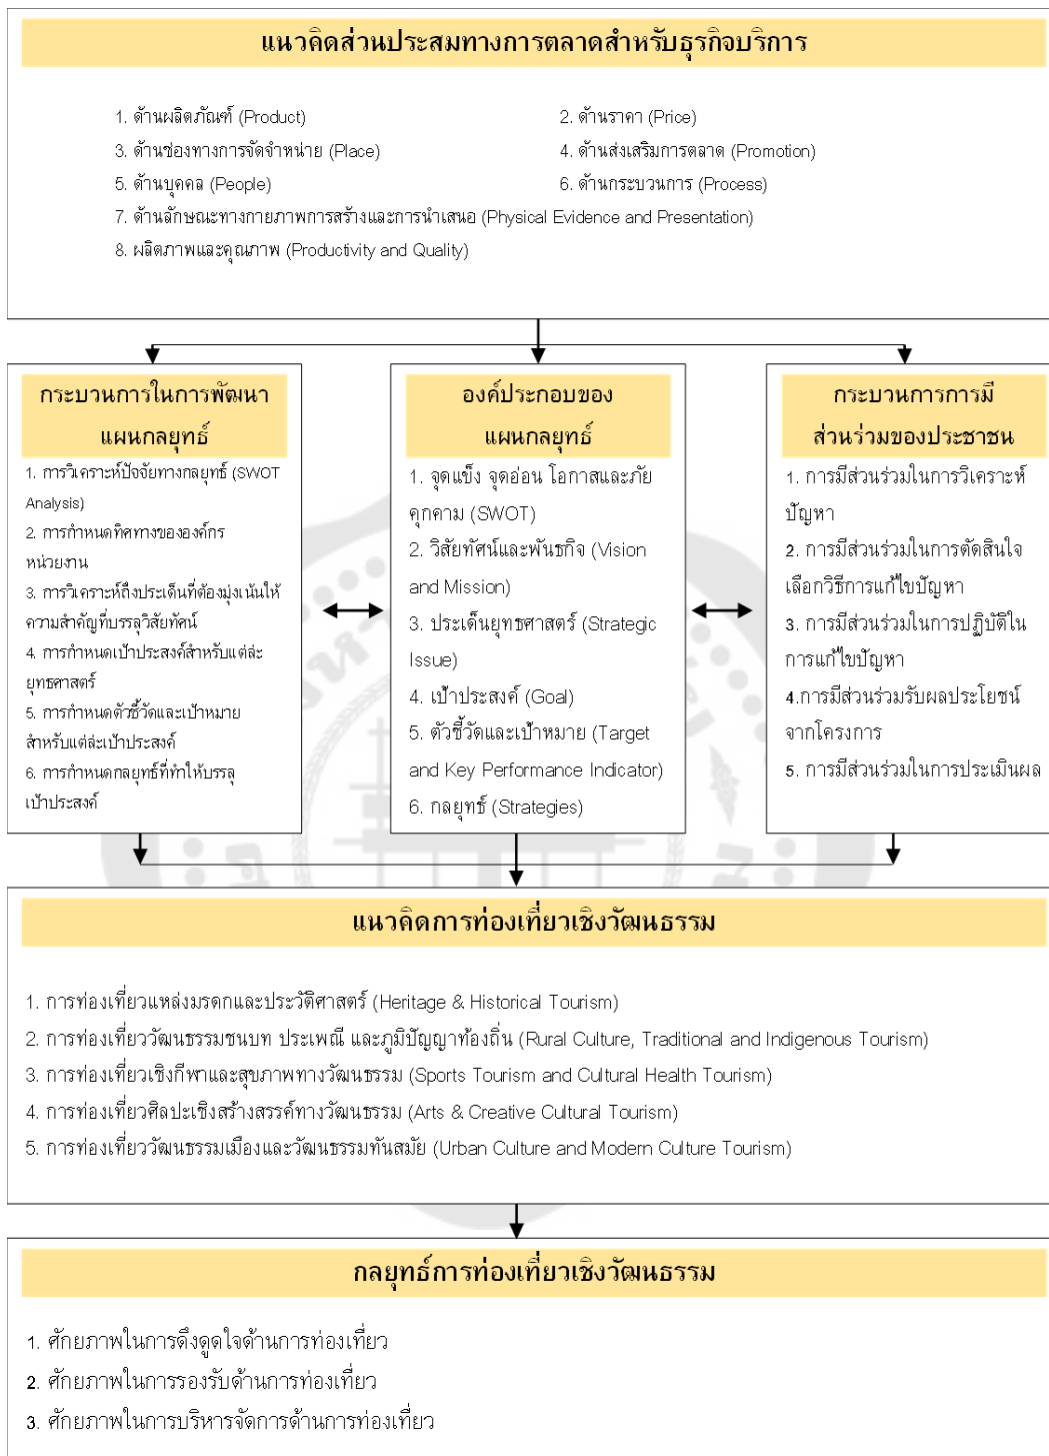 แนวคิดส่วนประสมทางการตลาดสำหรับธุรกิจบริการ
1. ด้านผลิตภัณฑ์ (Product)
2. ด้านราคา (Price)
3. ด้านช่องทางการจัดจำหน่าย (Place)
4. ด้านส่งเสริมการตลาด (Promotion)
5. ด้านบุคคล (People)
6. ด้านกระบวนการ (Process)
7. ด้านลักษณะทางกายภาพการสร้างและการนำเสนอ (Physical Evidence and Presentation)
8. ผลิตภาพและคุณภาพ (Productivity and Quality)
กระบวนการในการพัฒนา
แผนกลยุทธ์
1. การวิเคราะห์ปัจจัยทางกลยุทธ์ (SWOT
Analysis)
2. การกำหนดทิศทางขององค์กร
หน่วยงาน
3. การวิเคราะห์ถึงประเด็นที่ต้องมุ่งเน้นให้
ความสำคัญที่บรรลุวิสัยทัศน์
4. การกำหนดเป้าประสงค์สำหรับแต่ล่ะ
ยุทธศาสตร์
5. การกำหนดตัวชี้วัดและเป้าหมาย
สำหรับแต่ล่ะเป้าประสงค์
6. การกำหนดกลยุทธ์ที่ทำให้บรรลุ
เป้าประสงค์
องค์ประกอบของ
แผนกลยุทธ์
1. จุดแข็ง จุดอ่อน โอกาสและภัย
คุกคาม (SWOT)
2. วิสัยทัศน์และพันธกิจ (Vision
and Mission)
3. ประเด็นยุทธศาสตร์ (Strategic
Issue)
4. เป้าประสงค์ (Goal)
5. ตัวชี้วัดและเป้าหมาย (Target
and Key Performance Indicator)
6. กลยุทธ์ (Strategies)
กระบวนการการมี
ส่วนร่วมของประชาชน
1. การมีส่วนร่วมในการวิเคราะห์
ปัญหา
2. การมีส่วนร่วมในการตัดสินใจ
เลือกวิธีการแก้ไขปัญหา
3. การมีส่วนร่วมในการปฏิบัติใน
การแก้ไขปัญหา
4.การมีส่วนร่วมรับผลประโยชน์
จากโครงการ
5. การมีส่วนร่วมในการประเมินผล
แนวคิดการท่องเที่ยวเชิงวัฒนธรรม
1. การท่องเที่ยวแหล่งมรดกและประวัติศาสตร์ (Heritage & Historical Tourism)
2. การท่องเที่ยววัฒนธรรมชนบท ประเพณี และภูมิปัญญาท้องถิ่น (Rural Culture, Traditional and Indigenous Tourism)
3. การท่องเที่ยวเชิงกีฬาและสุขภาพทางวัฒนธรรม (Sports Tourism and Cultural Health Tourism)
4. การท่องเที่ยวศิลปะเชิงสร้างสรรค์ทางวัฒนธรรม (Arts & Creative Cultural Tourism)
5. การท่องเที่ยววัฒนธรรมเมืองและวัฒนธรรมทันสมัย (Urban Culture and Modern Culture Tourism)
กลยุทธ์การท่องเที่ยวเชิงวัฒนธรรม
1. ศักยภาพในการดึงดูดใจด้านการท่องเที่ยว
2. ศักยภาพในการรองรับด้านการท่องเที่ยว
3. ศักยภาพในการบริหารจัดการด้านการท่องเที่ยว